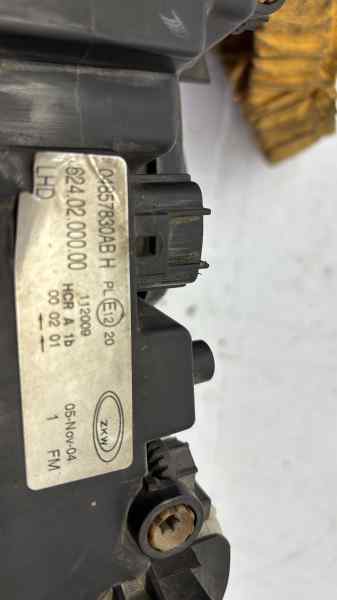 04857830AB H
624.02.000.00
LHD
PL E12 20
112009
HCR A 1b
00 02 01
ZKW
05-Nov-04
1 FM